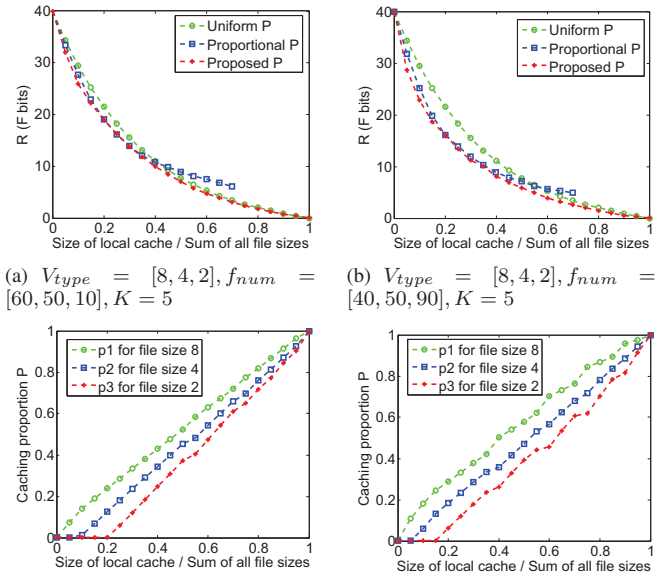 40
30
20
10
0
R (F bits)
Uniform P
Proportional P
Proposed P
0 0.2 0.4 0.6 0.8 1
Size of local cache / Sum of all file sizes
40
30
20
10
0
R (F bits)
Uniform P
Proportional P
Proposed P
0 0.2 0.4 0.6 0.8 1
Size of local cache / Sum of all file sizes
(a) V_type = [8, 4, 2], f_num =
[60, 50, 10], K = 5
(b) V_type = [8, 4, 2], f_num =
[40, 50, 90], K = 5
1
0.8
0.6
0.4
0.2
0
Caching proportion P
p1 for file size 8
p2 for file size 4
p3 for file size 2
0 0.2 0.4 0.6 0.8 1
Size of local cache / Sum of all file sizes
1
0.8
0.6
0.4
0.2
0
Caching proportion P
p1 for file size 8
p2 for file size 4
p3 for file size 2
0 0.2 0.4 0.6 0.8 1
Size of local cache / Sum of all file sizes